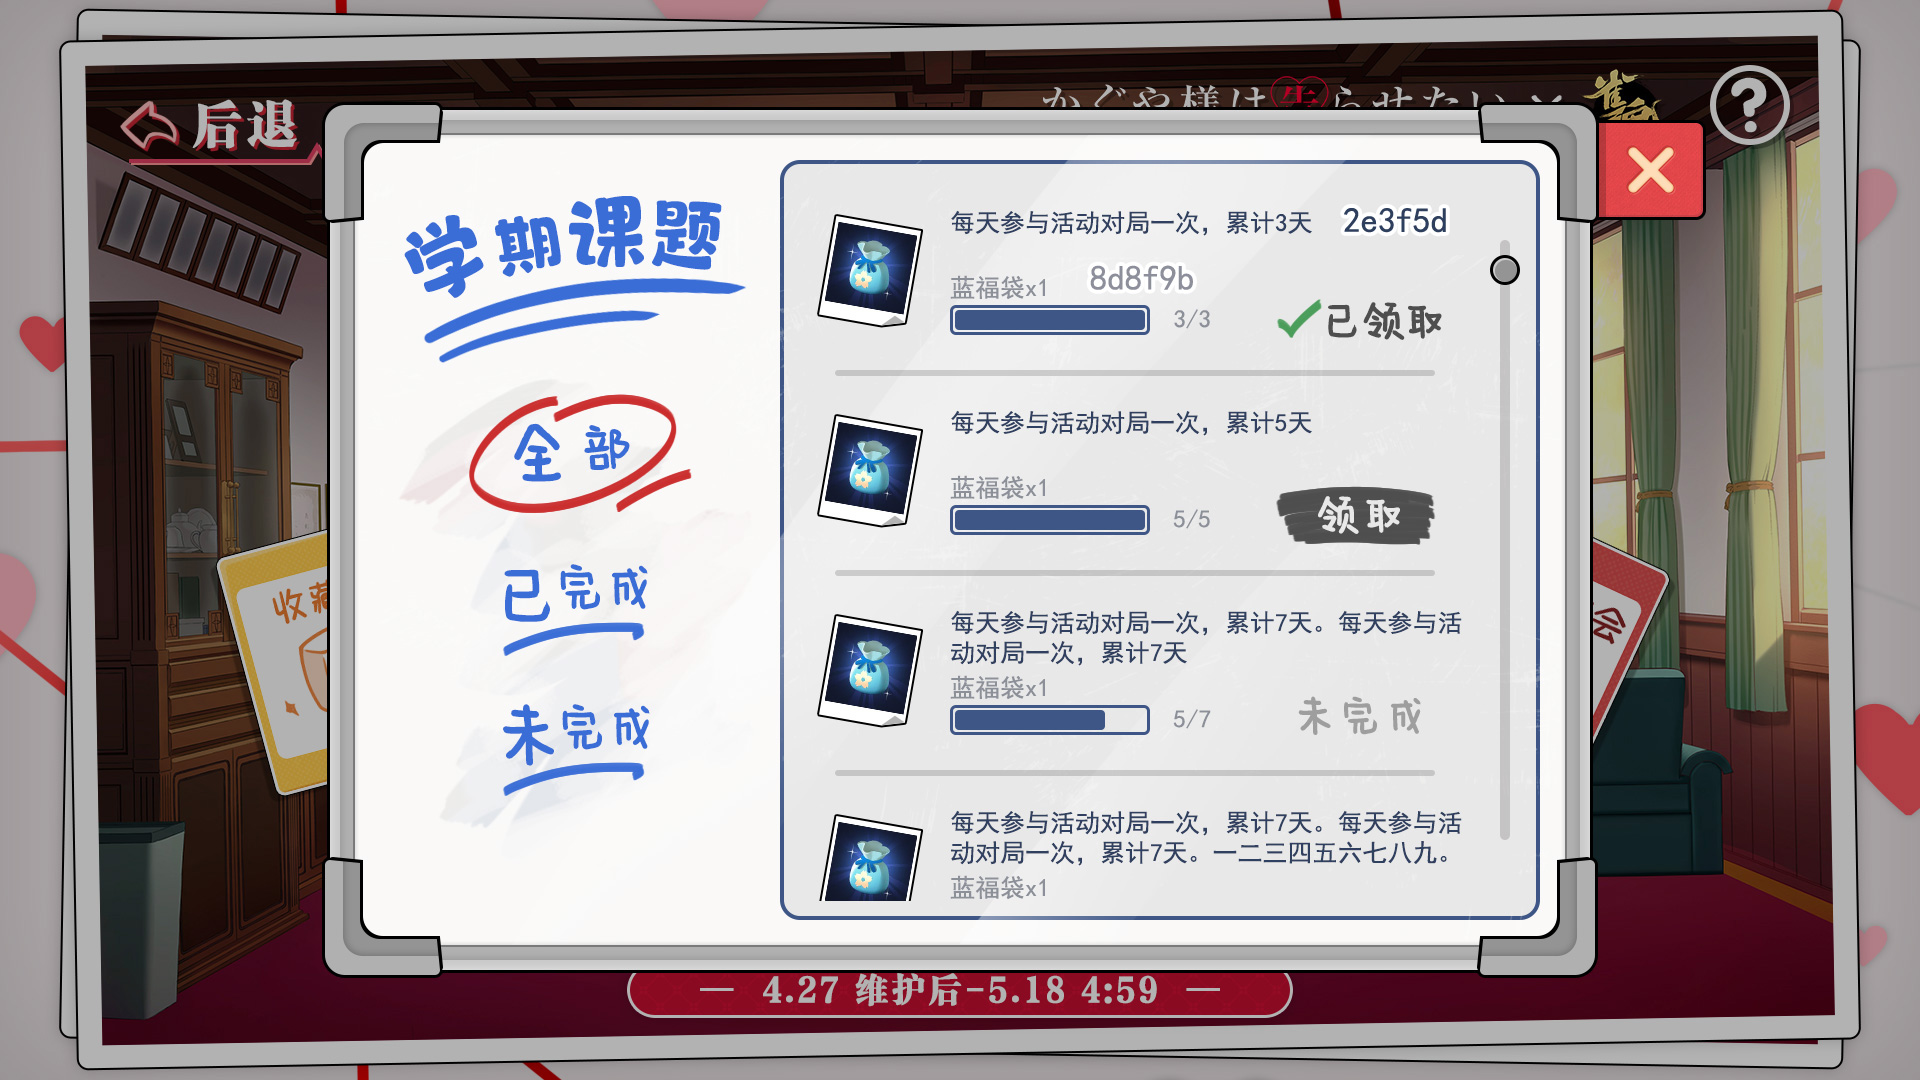 后退
かぐや様は告らせたい
雀魂
?
学期课题
全部
已完成
未完成
每天参与活动对局一次，累计3天 2e3f5d
蓝福袋x1 8d8f9b
3/3
已领取
每天参与活动对局一次，累计5天
蓝福袋x1
5/5
领取
每天参与活动对局一次，累计7天。每天参与活
动对局一次，累计7天
蓝福袋x1
5/7
未完成
每天参与活动对局一次，累计7天。每天参与活
动对局一次，累计7天。一二三四五六七八九。
蓝福袋x1
收藏
会
— 4.27 维护后-5.18 4:59 —